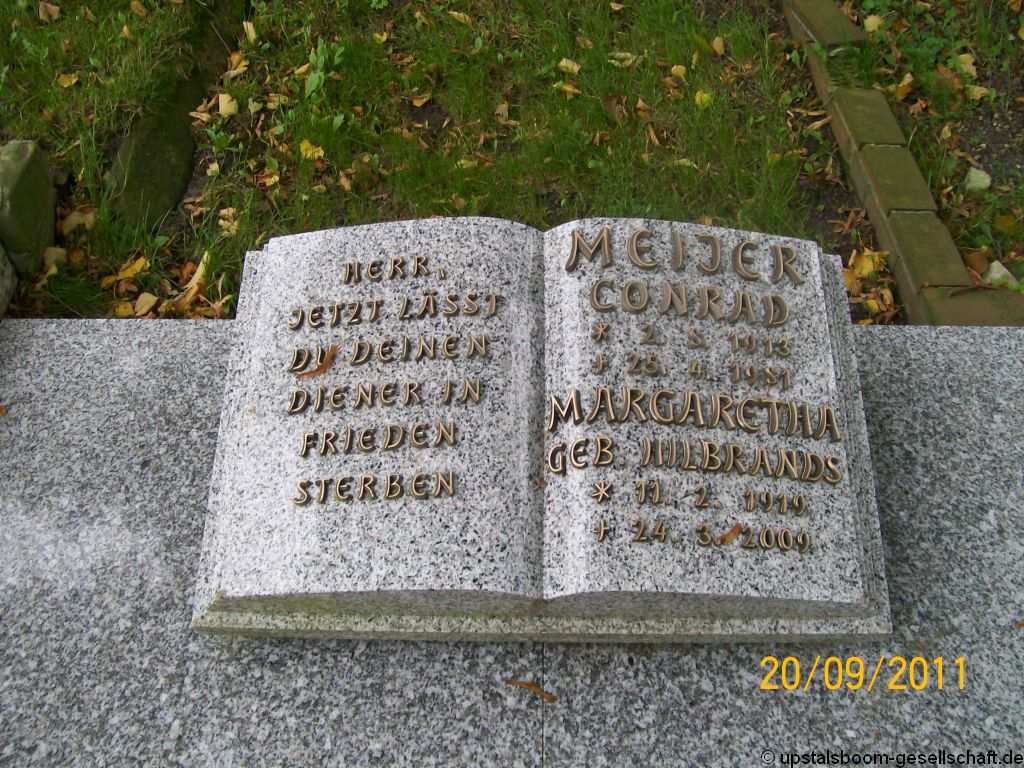 HERR,
JETZT LÄSST
DU DEINEN
DIENER IN
FRIEDEN
STERBEN
MEIJER
CONRAD
* 2. 8. 1913
† 25. 4. 1981
MARGARETHA
GEB. HILBRANDS
* 11. 2. 1919
† 24. 3. 2009
20/09/2011
© upstalsboom-gesellschaft.de